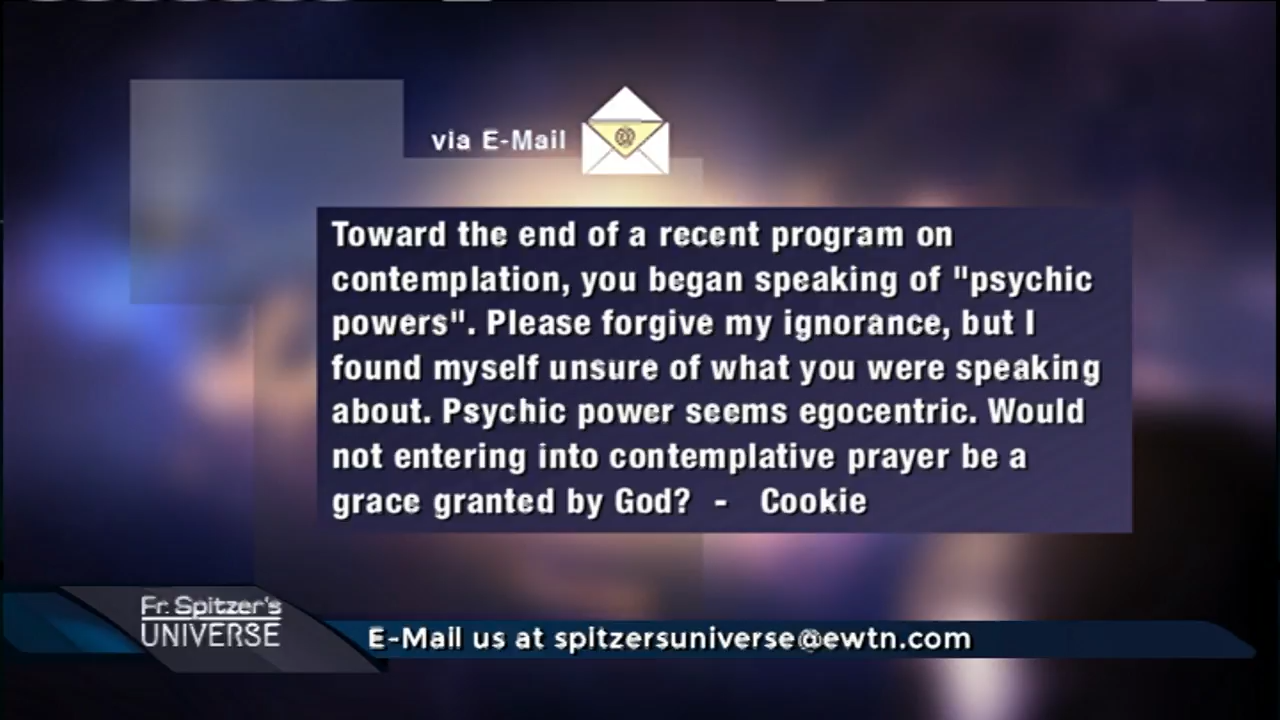 via E-Mail
@
Toward the end of a recent program on
contemplation, you began speaking of "psychic
powers". Please forgive my ignorance, but I
found myself unsure of what you were speaking
about. Psychic power seems egocentric. Would
not entering into contemplative prayer be a
grace granted by God? - Cookie
Fr. Spitzer's
UNIVERSE
E-Mail us at spitzersuniverse@ewtn.com